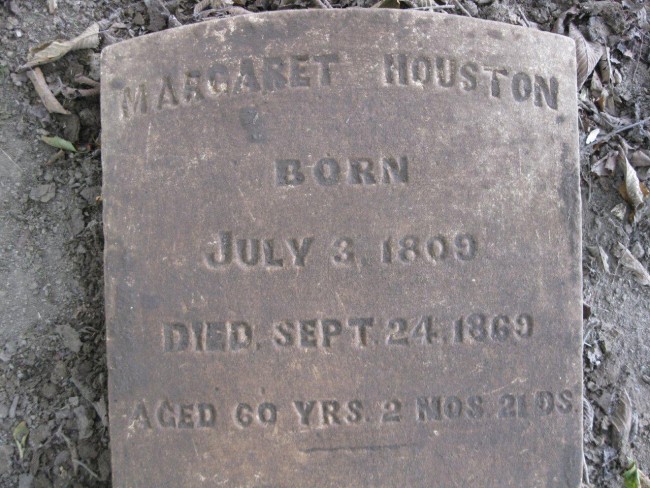 MARGARET HOUSTON
BORN
JULY 3, 1809
DIED, SEPT. 24, 1869
AGED 60 YRS. 2 MOS. 21 DS.